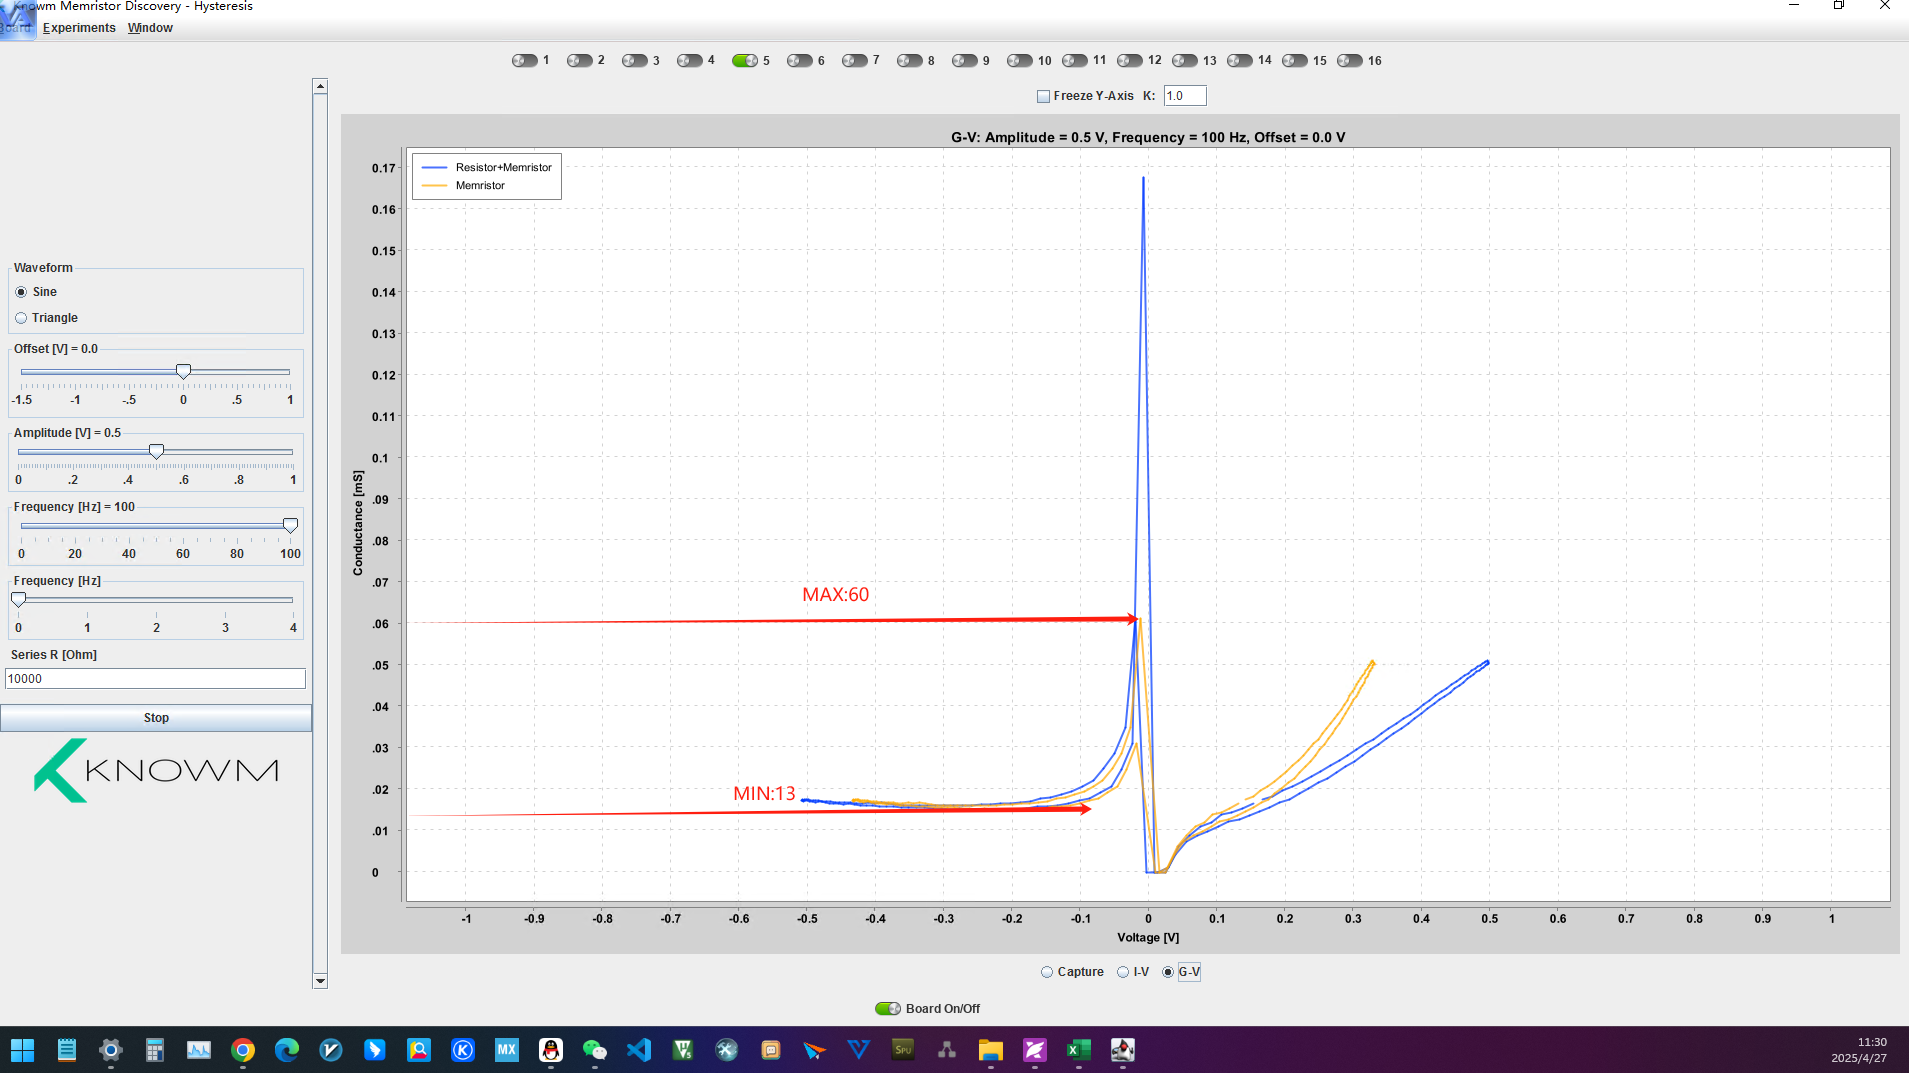 Knowm Memristor Discovery - Hysteresis
Board Experiments Window
1 2 3 4 5 6 7 8 9 10 11 12 13 14 15 16
Freeze Y-Axis K: 1.0
G-V: Amplitude = 0.5 V, Frequency = 100 Hz, Offset = 0.0 V
Resistor+Memristor
Memristor
0.17
0.16
0.15
0.14
0.13
0.12
0.11
0.1
.09
.08
.07
.06
.05
.04
.03
.02
.01
0
Conductance [mS]
MAX:60
MIN:13
-1 -0.9 -0.8 -0.7 -0.6 -0.5 -0.4 -0.3 -0.2 -0.1 0 0.1 0.2 0.3 0.4 0.5 0.6 0.7 0.8 0.9 1
Voltage [V]
Waveform
Sine
Triangle
Offset [V] = 0.0
-1.5 -1 -.5 0 .5 1
Amplitude [V] = 0.5
0 .2 .4 .6 .8 1
Frequency [Hz] = 100
0 20 40 60 80 100
Frequency [Hz]
0 1 2 3 4
Series R [Ohm]
10000
Stop
KNOWM
Capture I-V G-V
Board On/Off
MX
SPU
11:30
2025/4/27